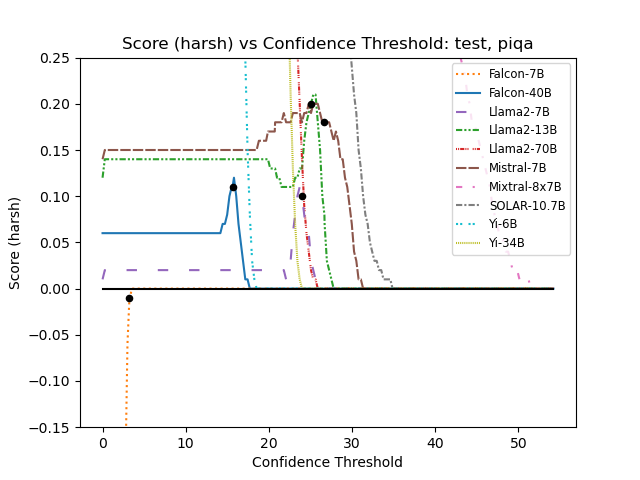 Score (harsh) vs Confidence Threshold: test, piqa
Score (harsh)
0.25
0.20
0.15
0.10
0.05
0.00
−0.05
−0.10
−0.15
Falcon-7B
Falcon-40B
Llama2-7B
Llama2-13B
Llama2-70B
Mistral-7B
Mixtral-8x7B
SOLAR-10.7B
Yi-6B
Yi-34B
0 10 20 30 40 50
Confidence Threshold